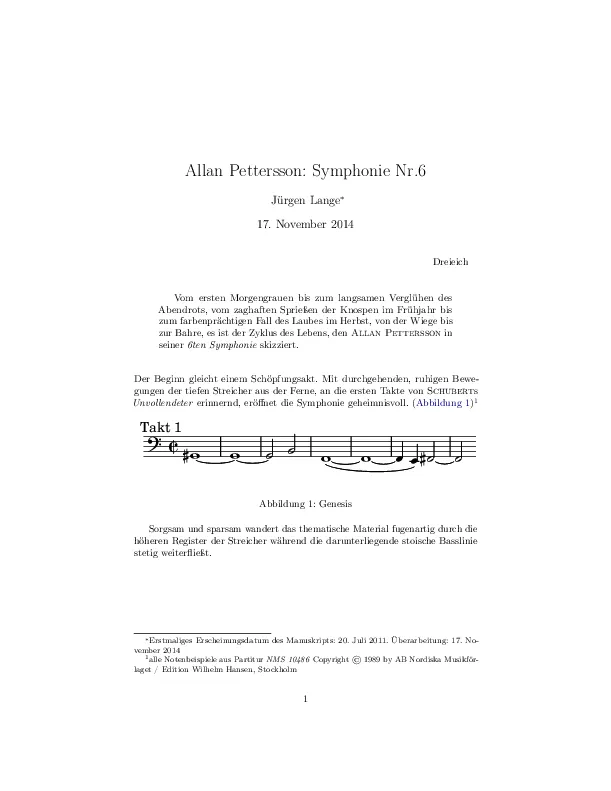 Allan Pettersson: Symphonie Nr.6
Jürgen Lange*
17. November 2014
Dreieich
Vom ersten Morgengrauen bis zum langsamen Verglühen des
Abendrots, vom zaghaften Sprießen der Knospen im Frühjahr bis
zum farbenprächtigen Fall des Laubes im Herbst, von der Wiege bis
zur Bahre, es ist der Zyklus des Lebens, den Allan Pettersson in
seiner 6ten Symphonie skizziert.
Der Beginn gleicht einem Schöpfungsakt. Mit durchgehenden, ruhigen Bewe-
gungen der tiefen Streicher aus der Ferne, an die ersten Takte von Schuberts
Unvollendeter erinnernd, eröffnet die Symphonie geheimnisvoll. (Abbildung 1)¹
Takt 1
Abbildung 1: Genesis
Sorgsam und sparsam wandert das thematische Material fugenartig durch die
höheren Register der Streicher während die darunterliegende stoische Basslinie
stetig weiterfließt.
*Erstmaliges Erscheinungsdatum des Manuskripts: 20. Juli 2011. Überarbeitung: 17. No-
vember 2014
¹alle Notenbeispiele aus Partitur NMS 10486 Copyright © 1989 by AB Nordiska Musikför-
laget / Edition Wilhelm Hansen, Stockholm
1